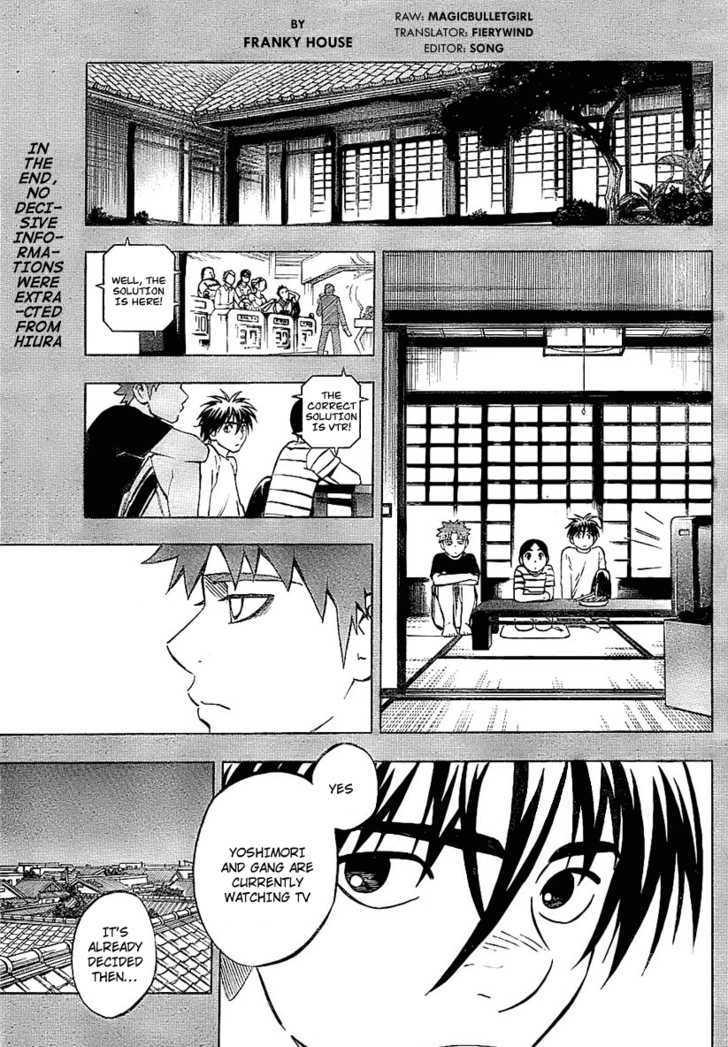 BY
FRANKY HOUSE
RAW: MAGICBULLETGIRL
TRANSLATOR: FIERYWIND
EDITOR: SONG
IN
THE
END,
NO
DECI-
SIVE
INFO-
RMA-
TIONS
WERE
EXTRA
-CTED
FROM
HIURA
WELL, THE
SOLUTION
IS HERE!
THE
CORRECT
SOLUTION
IS VTR!
YES
YOSHIMORI
AND GANG ARE
CURRENTLY
WATCHING TV
IT'S
ALREADY
DECIDED
THEN...